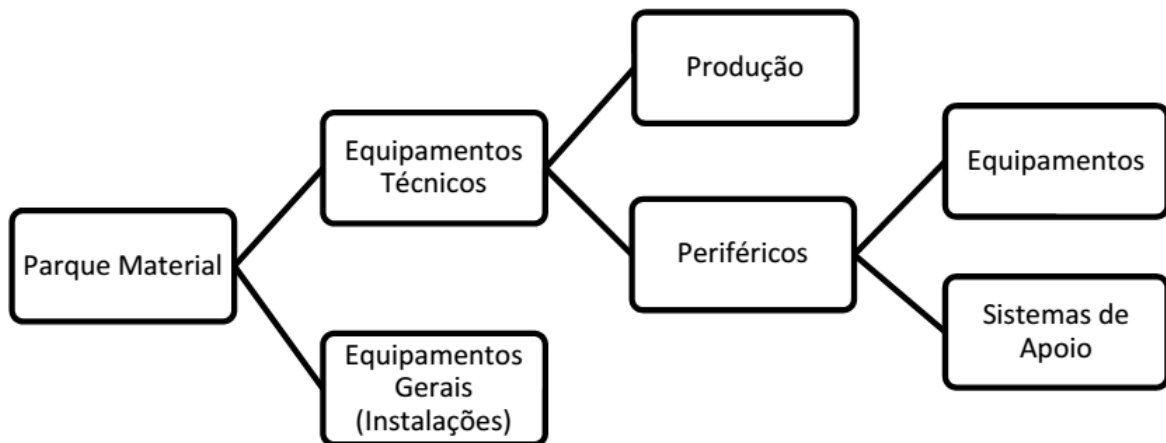 Parque Material
Equipamentos
Técnicos
Equipamentos
Gerais
(Instalações)
Produção
Periféricos
Equipamentos
Sistemas de
Apoio